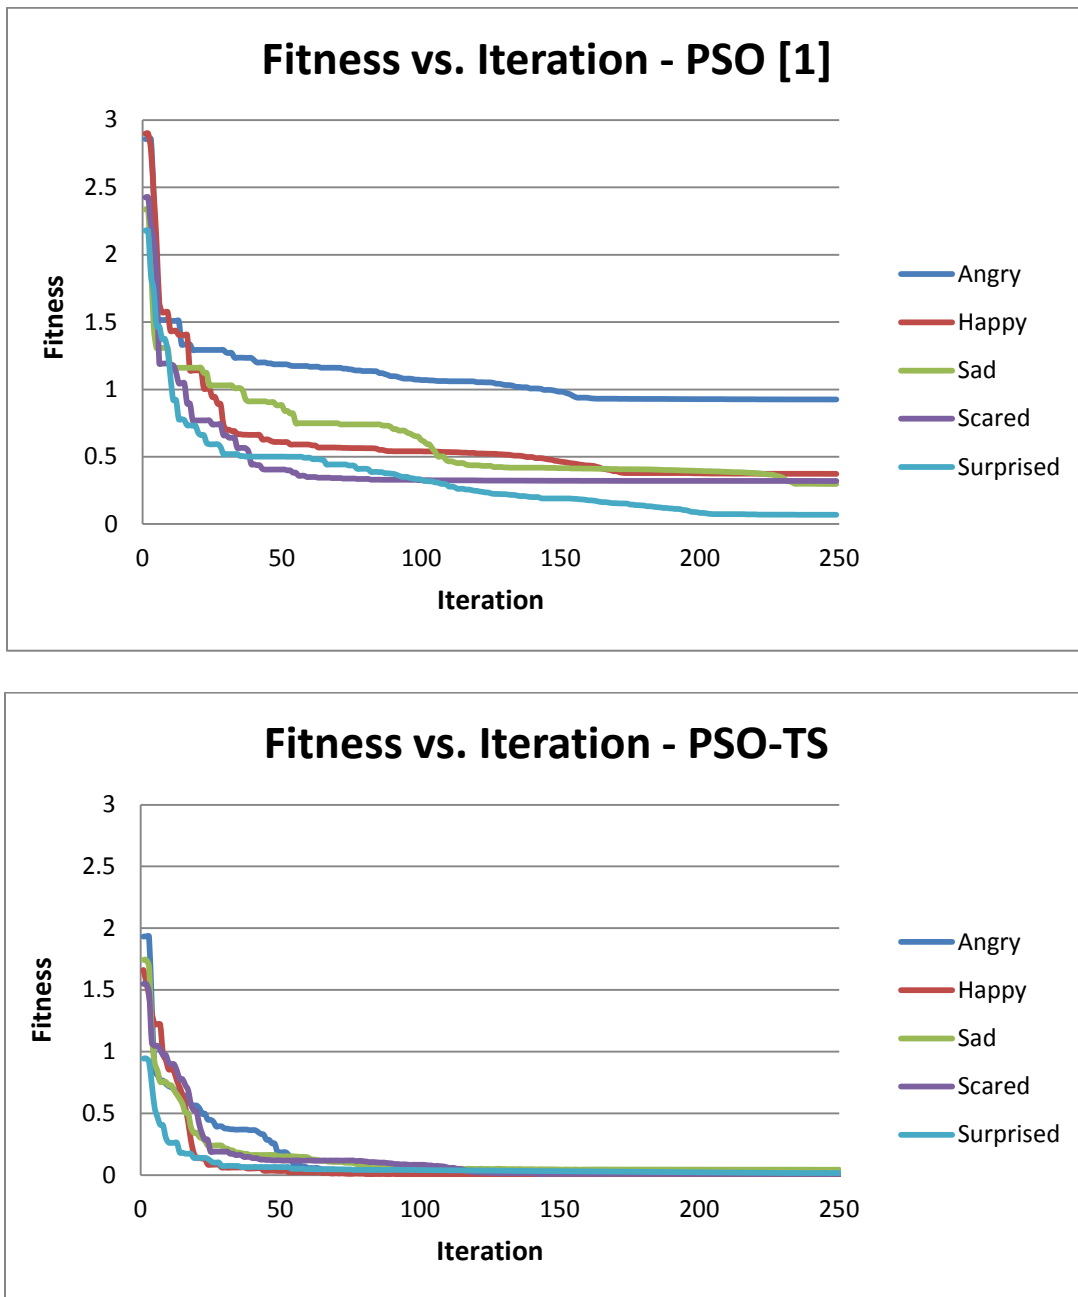 Fitness vs. Iteration - PSO [1]
3
2.5
2
1.5
1
0.5
0
0 50 100 150 200 250
Fitness
Iteration
Angry
Happy
Sad
Scared
Surprised
Fitness vs. Iteration - PSO-TS
3
2.5
2
1.5
1
0.5
0
0 50 100 150 200 250
Fitness
Iteration
Angry
Happy
Sad
Scared
Surprised